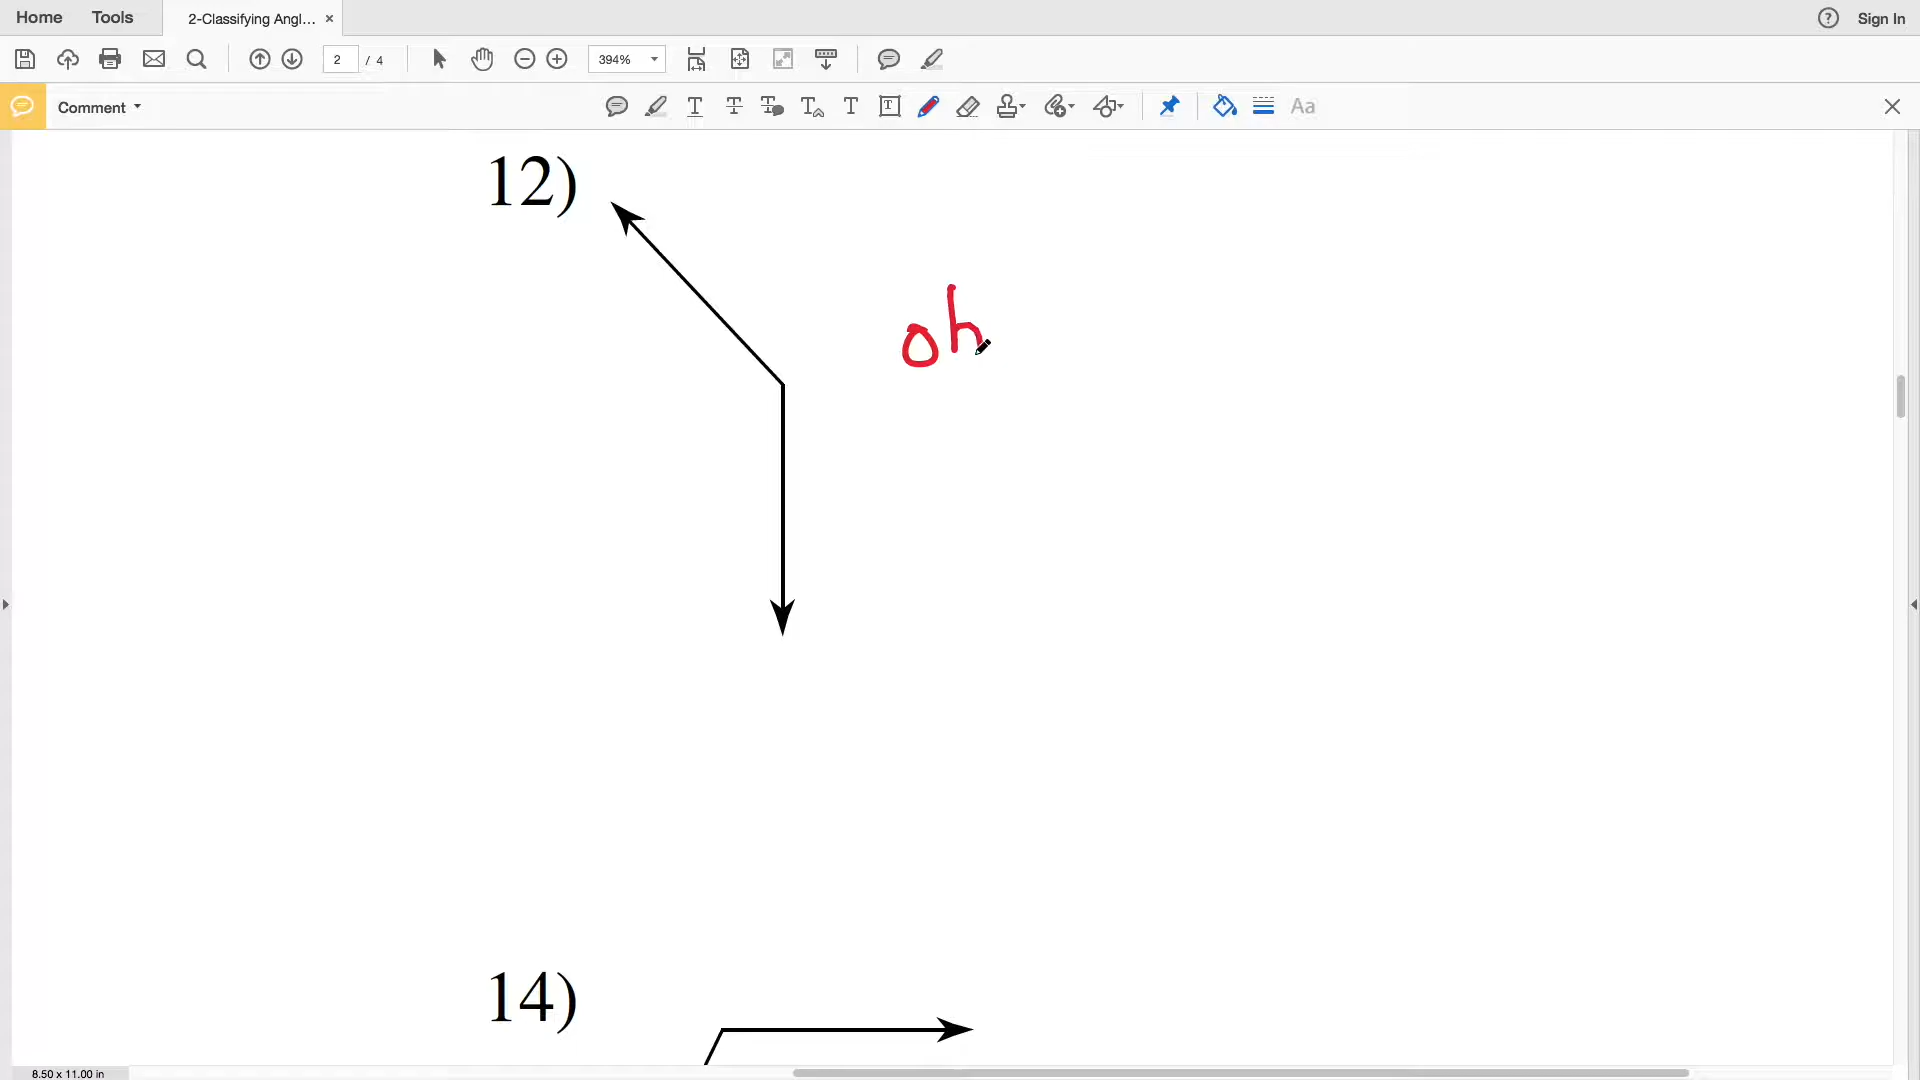 Home Tools 2-Classifying Angl... × Sign In
2 / 4 394%
Comment Aa
12)
oh
14)
8.50 x 11.00 in